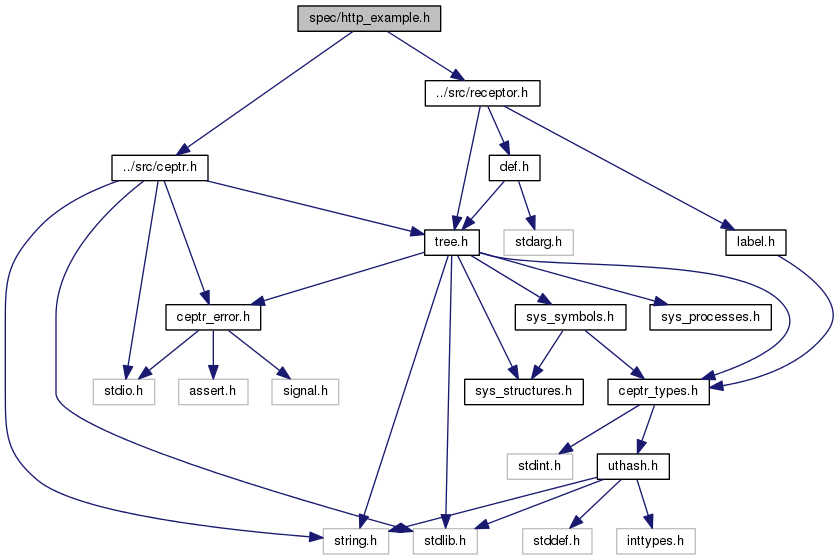 spec/http_example.h
../src/receptor.h
../src/ceptr.h
def.h
tree.h
stdarg.h
label.h
ceptr_error.h
sys_symbols.h
sys_processes.h
stdio.h
assert.h
signal.h
sys_structures.h
ceptr_types.h
stdint.h
uthash.h
string.h
stdlib.h
stddef.h
inttypes.h